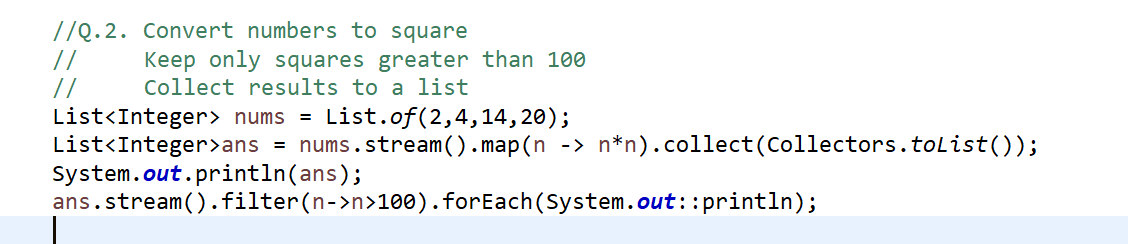 //Q.2. Convert numbers to square
//     Keep only squares greater than 100
//     Collect results to a list
List<Integer> nums = List.of(2,4,14,20);
List<Integer>ans = nums.stream().map(n -> n*n).collect(Collectors.toList());
System.out.println(ans);
ans.stream().filter(n->n>100).forEach(System.out::println);